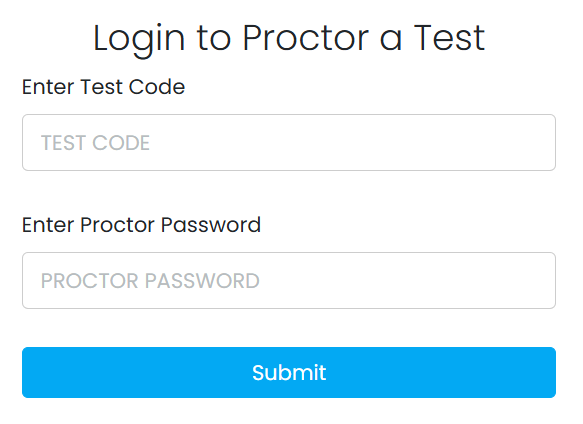 Login to Proctor a Test
Enter Test Code
TEST CODE
Enter Proctor Password
PROCTOR PASSWORD
Submit